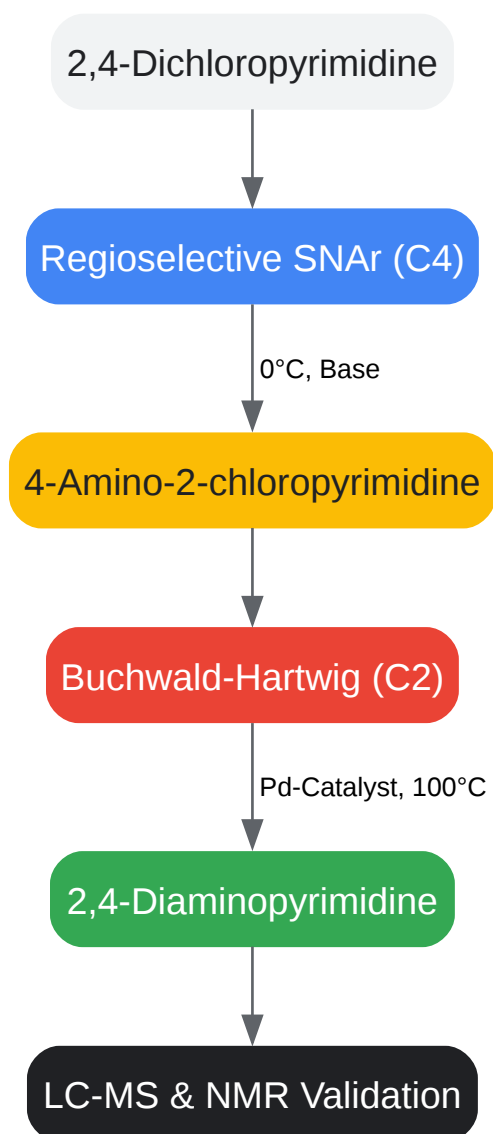 2,4-Dichloropyrimidine
Regioselective SNAr (C4)
0°C, Base
4-Amino-2-chloropyrimidine
Buchwald-Hartwig (C2)
Pd-Catalyst, 100°C
2,4-Diaminopyrimidine
LC-MS & NMR Validation